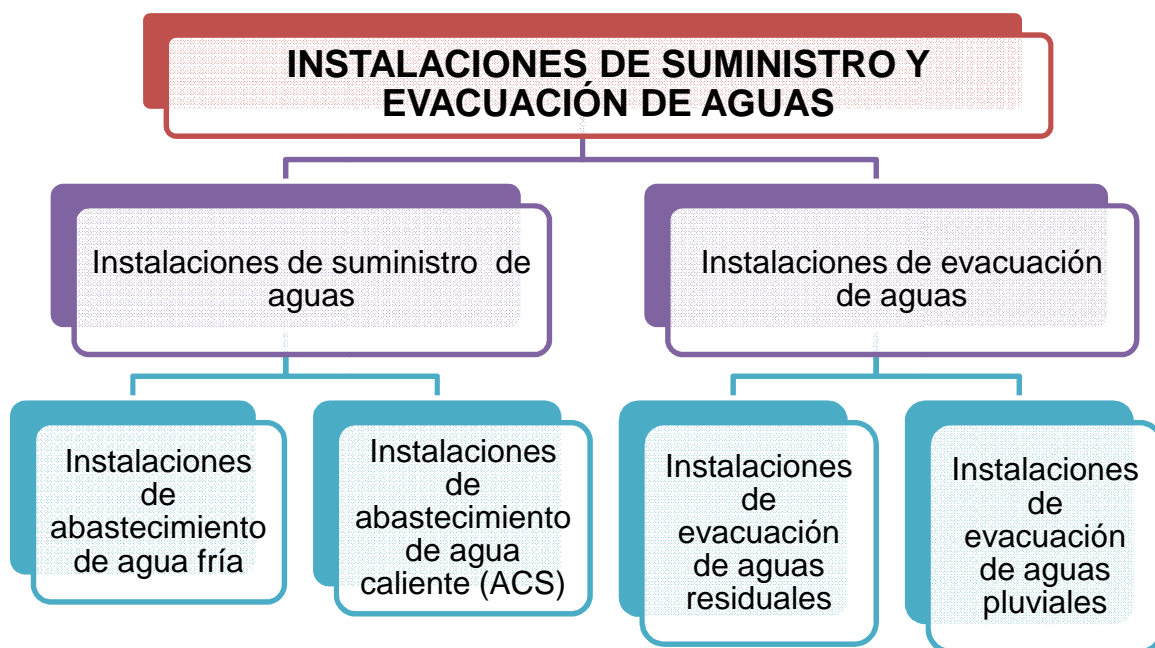 INSTALACIONES DE SUMINISTRO Y
EVACUACIÓN DE AGUAS
Instalaciones de suministro de
aguas
Instalaciones de evacuación
de aguas
Instalaciones
de
abastecimiento
de agua fría
Instalaciones
de
abastecimiento
de agua
caliente (ACS)
Instalaciones
de
evacuación
de aguas
residuales
Instalaciones
de
evacuación
de aguas
pluviales